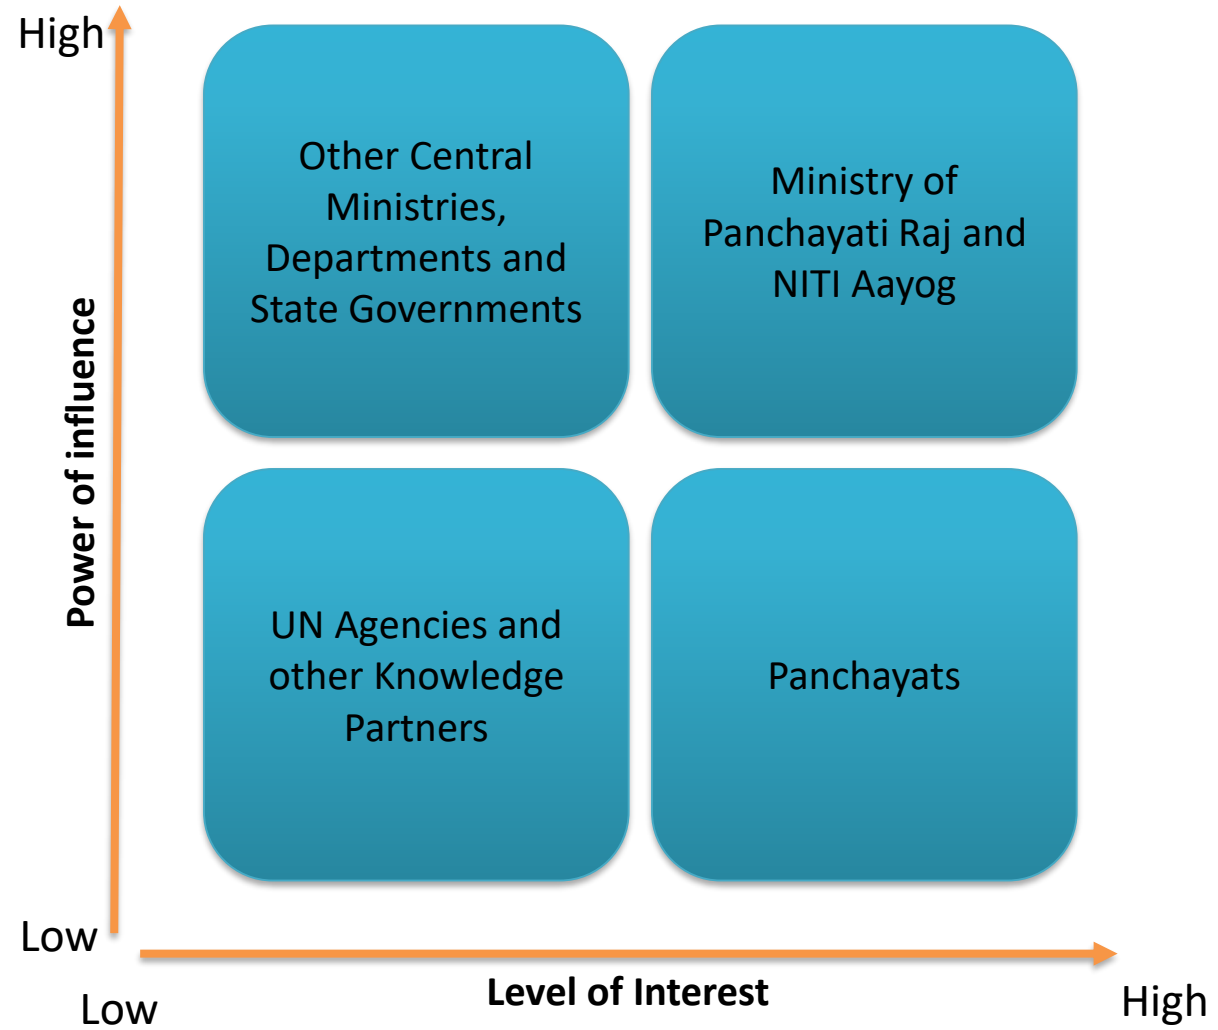 High
Other Central
Ministries,
Departments and
State Governments
Ministry of
Panchayati Raj and
NITI Aayog
Power of influence
UN Agencies and
other Knowledge
Partners
Panchayats
Low
Low
Level of Interest
High